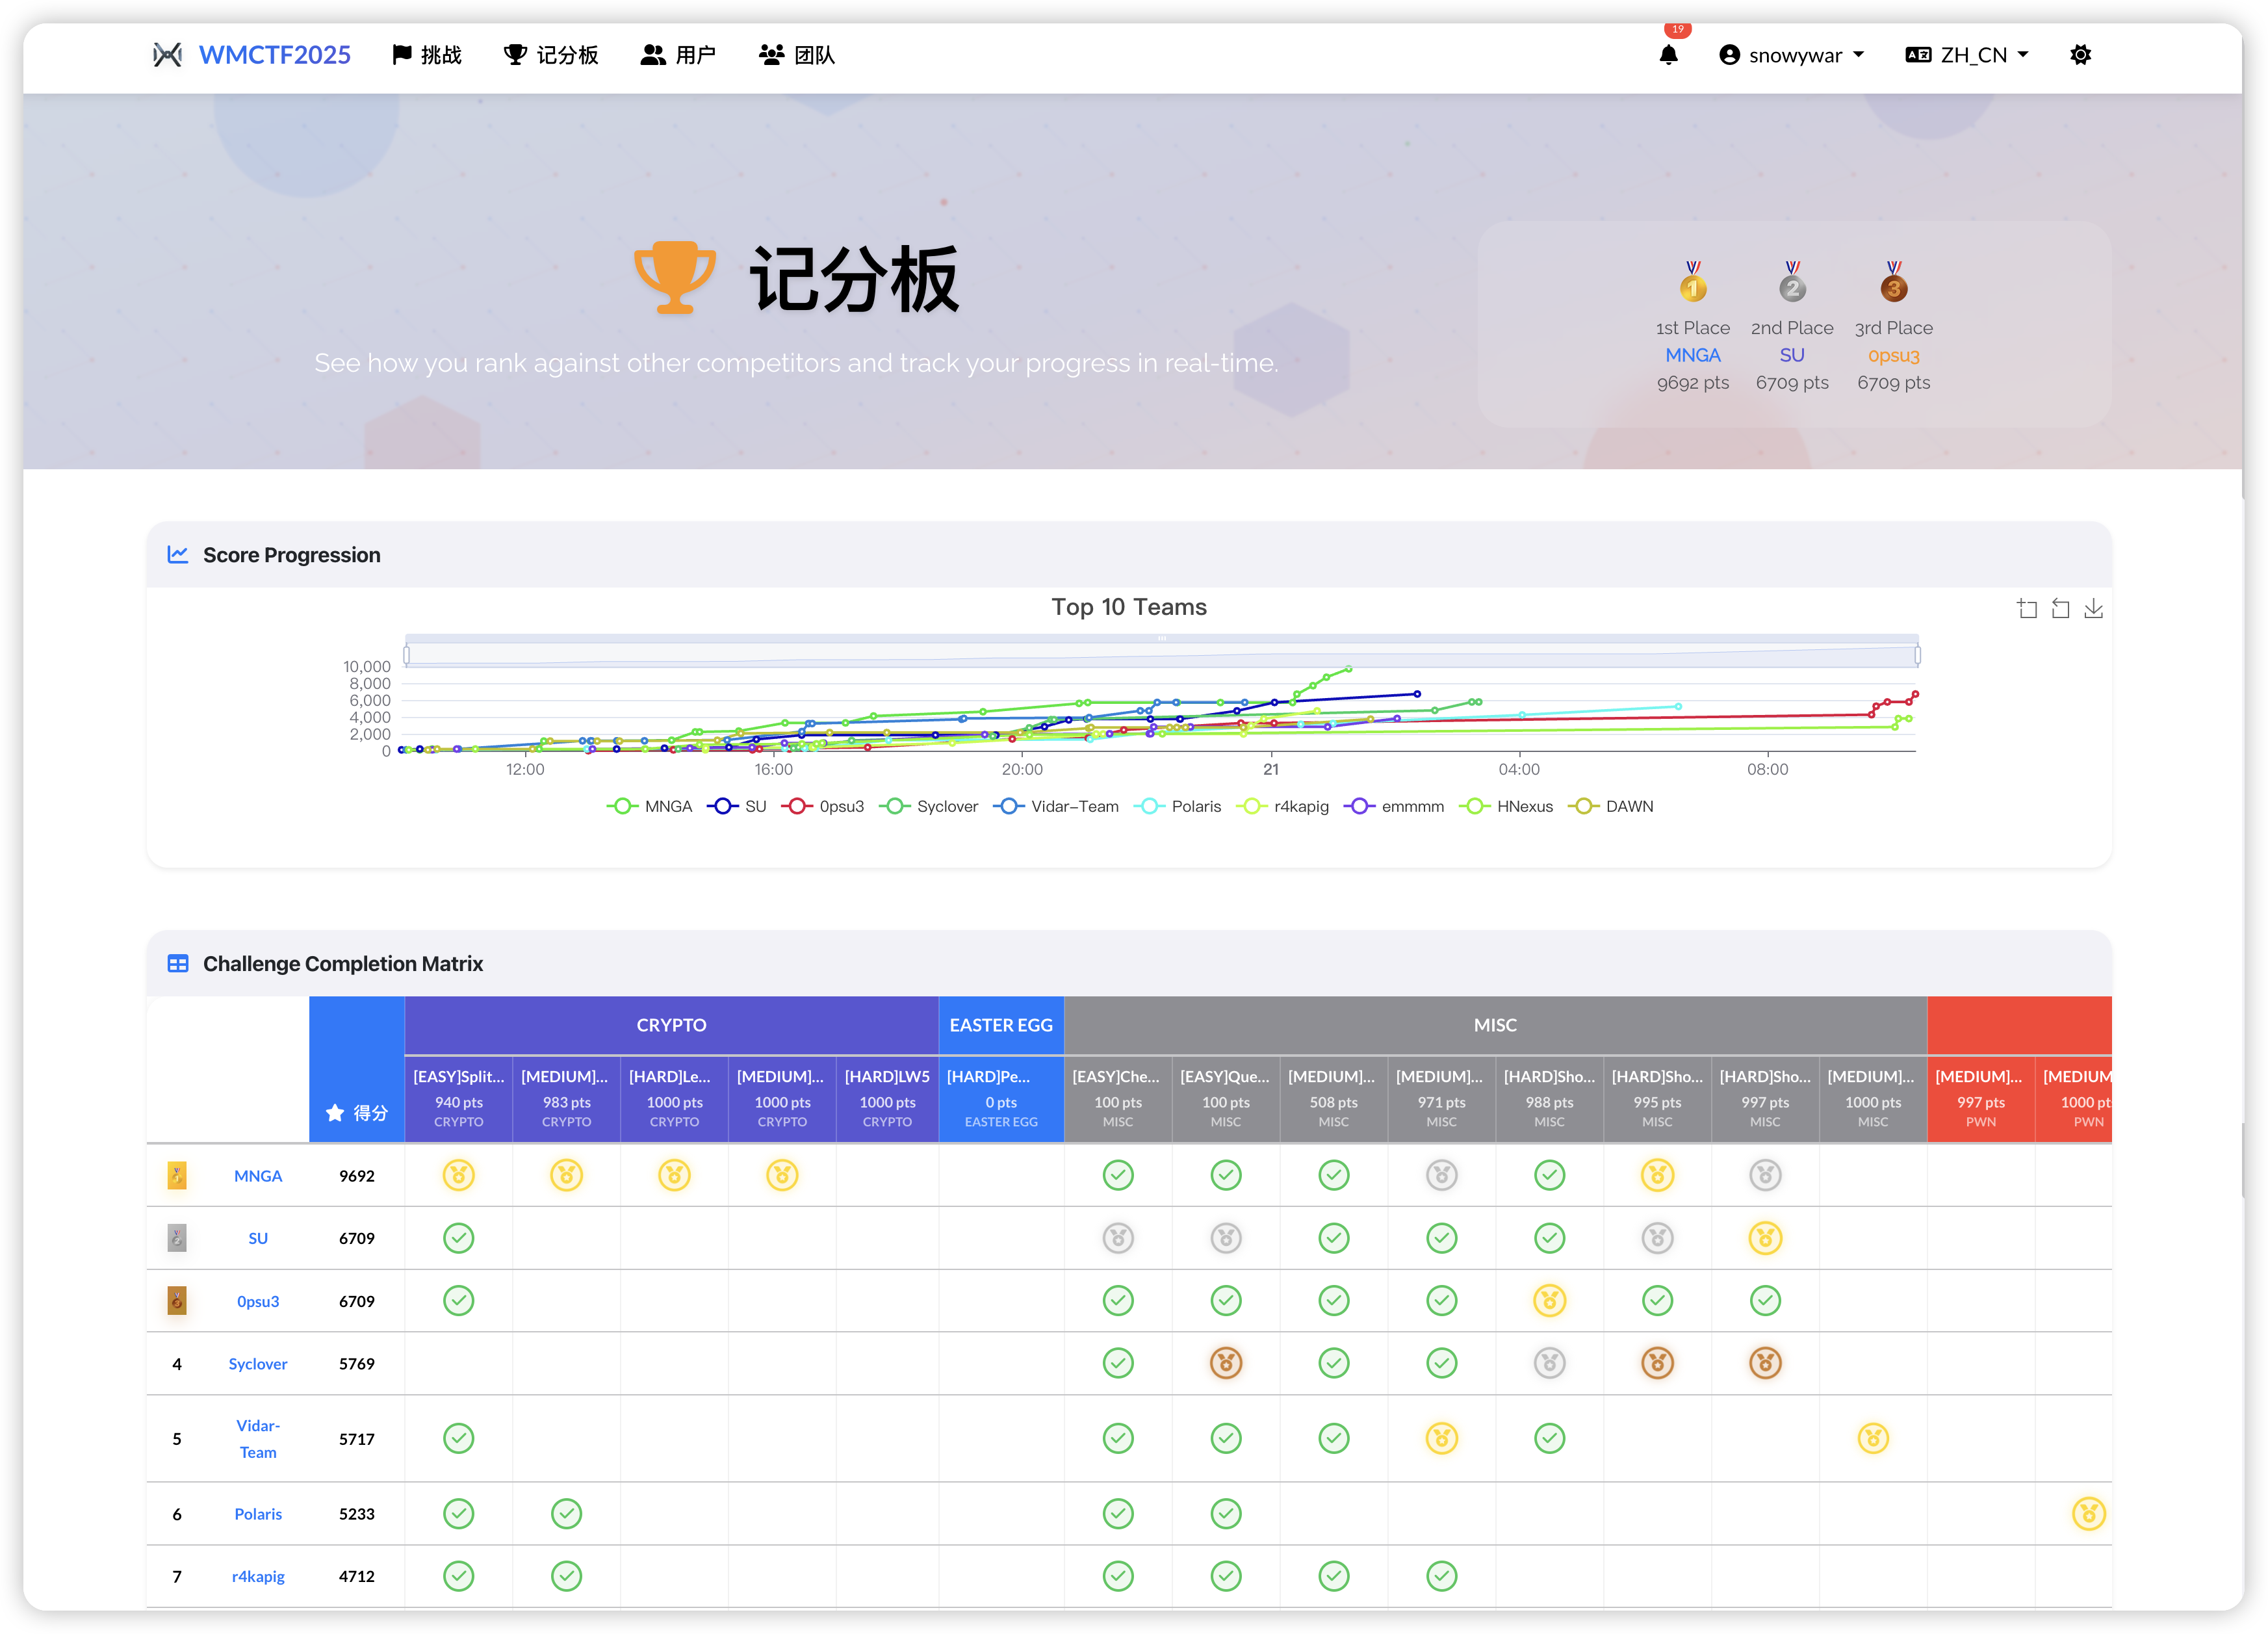 WMCTF2025 挑战 记分板 用户 团队 19 snowywar ZH_CN
记分板
See how you rank against other competitors and track your progress in real-time.
1 2 3
1st Place 2nd Place 3rd Place
MNGA SU 0psu3
9692 pts 6709 pts 6709 pts
Score Progression
Top 10 Teams
10,000
8,000
6,000
4,000
2,000
0
12:00 16:00 20:00 21 04:00 08:00
MNGA SU 0psu3 Syclover Vidar-Team Polaris r4kapig emmmm HNexus DAWN
Challenge Completion Matrix
CRYPTO EASTER EGG MISC
得分
[EASY]Split... [MEDIUM]... [HARD]Le... [MEDIUM]... [HARD]LW5 [HARD]Pe... [EASY]Che... [EASY]Que... [MEDIUM]... [MEDIUM]... [HARD]Sho... [HARD]Sho... [HARD]Sho... [MEDIUM]... [MEDIUM]... [MEDIUM
940 pts 983 pts 1000 pts 1000 pts 1000 pts 0 pts 100 pts 100 pts 508 pts 971 pts 988 pts 995 pts 997 pts 1000 pts 997 pts 1000 pt
CRYPTO CRYPTO CRYPTO CRYPTO CRYPTO EASTER EGG MISC MISC MISC MISC MISC MISC MISC MISC PWN PWN
MNGA 9692
SU 6709
0psu3 6709
4 Syclover 5769
5 Vidar-
Team 5717
6 Polaris 5233
7 r4kapig 4712